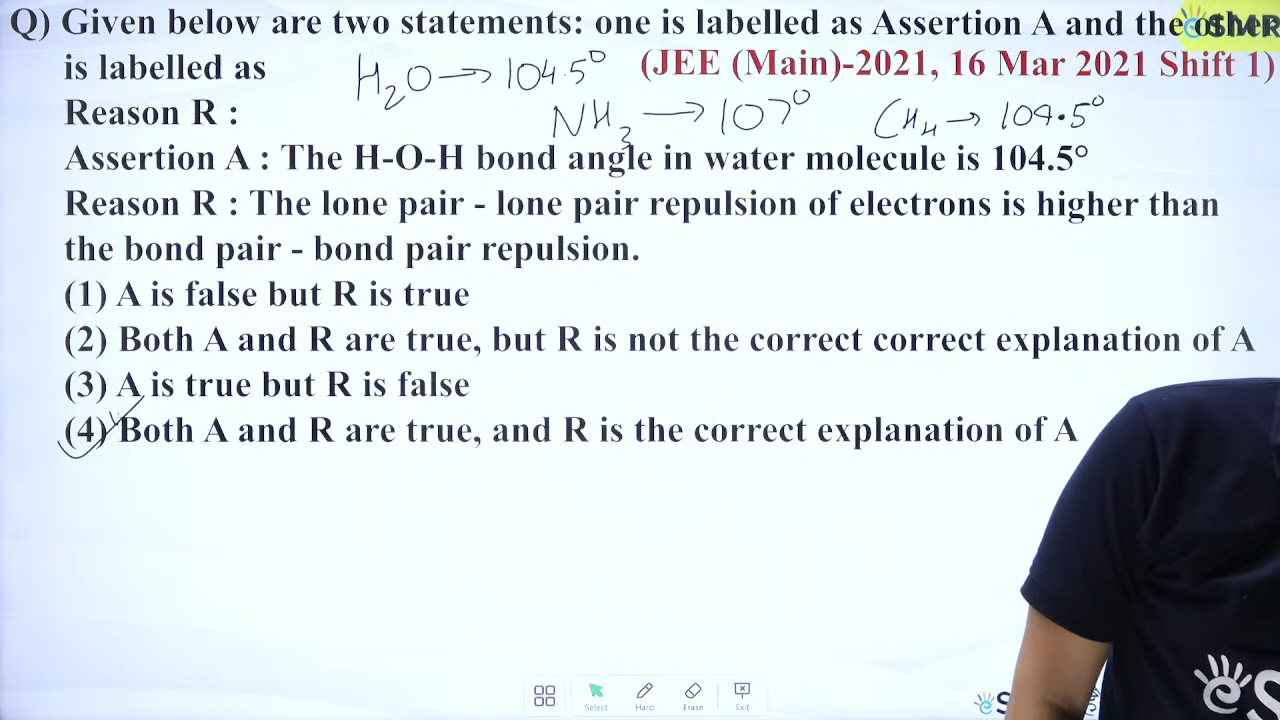 Q) Given below are two statements: one is labelled as Assertion A and the
is labelled as
(JEE (Main)-2021, 16 Mar 2021 Shift 1)
H2O → 104.5°
Reason R :
NH3 → 107°
CH4 → 109.5°
Assertion A : The H-O-H bond angle in water molecule is 104.5°
Reason R : The lone pair - lone pair repulsion of electrons is higher than
the bond pair - bond pair repulsion.
(1) A is false but R is true
(2) Both A and R are true, but R is not the correct correct explanation of A
(3) A is true but R is false
(4) Both A and R are true, and R is the correct explanation of A
Select
Hard
Erase
Exit